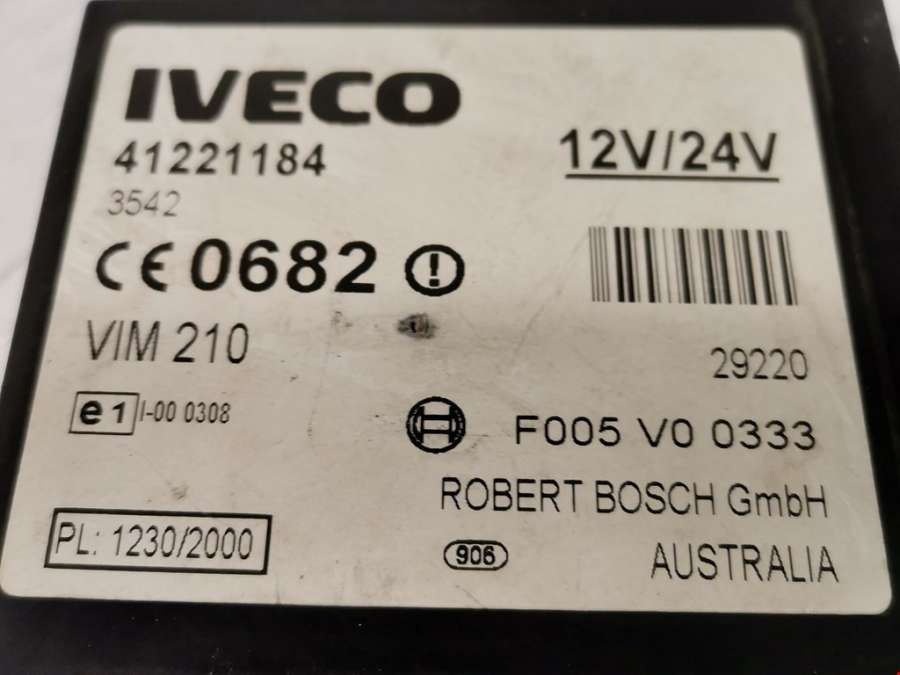 IVECO
41221184
12V/24V
3542
CE 0682 !
VIM 210
29220
e1 I-00 0308
F005 V0 0333
ROBERT BOSCH GmbH
PL: 1230/2000
906
AUSTRALIA